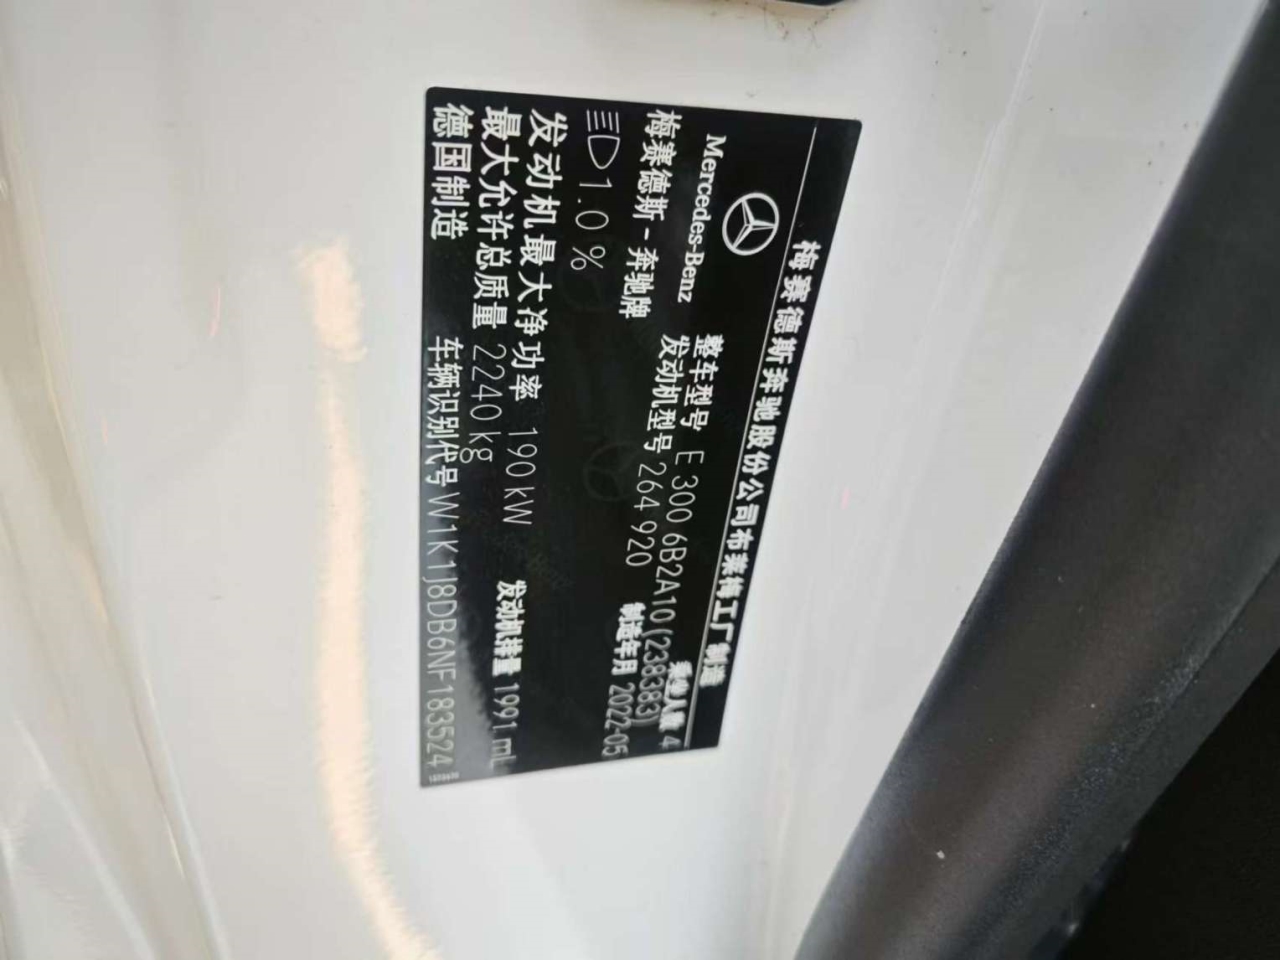 梅赛德斯奔驰股份公司布莱梅工厂制造
Mercedes-Benz
梅赛德斯-奔驰牌
整车型号 E 300 6B2A10 (238383)
乘坐人数 4
发动机型号 264 920
制造年月 2022-05
1.0 %
发动机最大净功率 190 kW
发动机排量 1991 mL
最大允许总质量 2240 kg
德国制造
车辆识别代号 W1K1J8DB6NF183524